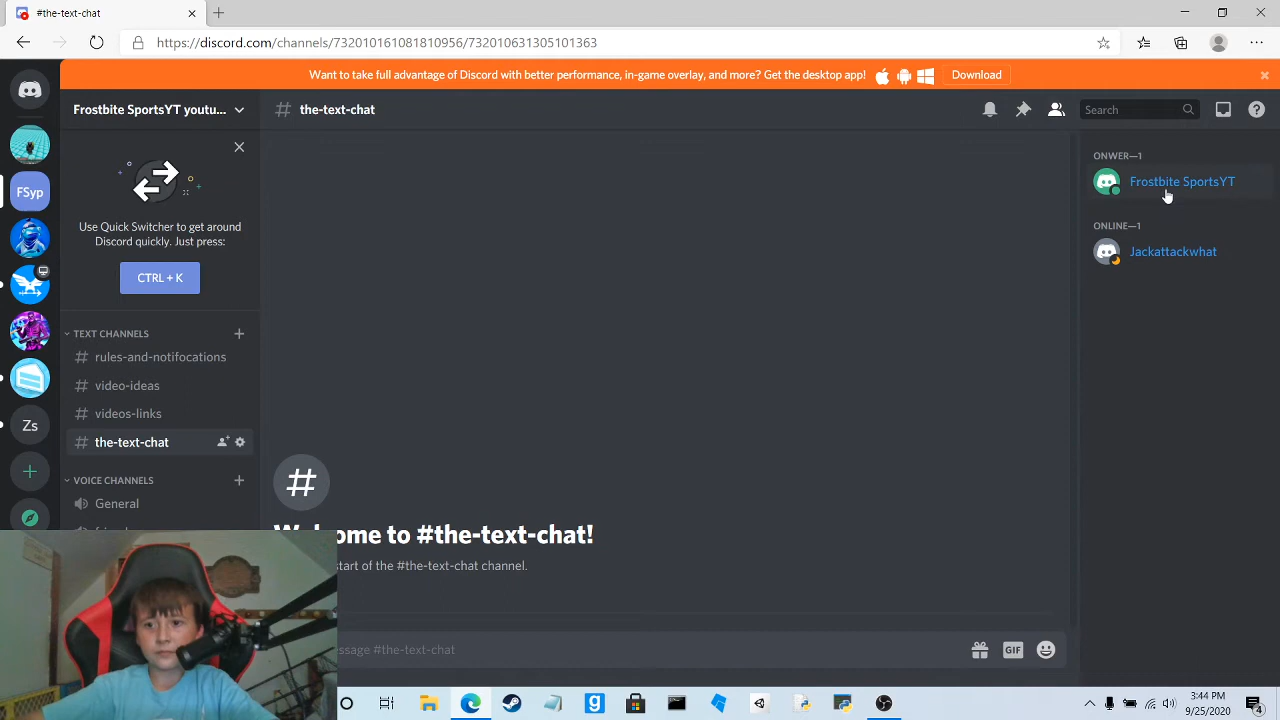 #the-text-chat
https://discord.com/channels/732010161081810956/732010631305101363
Want to take full advantage of Discord with better performance, in-game overlay, and more? Get the desktop app!
Download
Frostbite SportsYT youtu...
the-text-chat
Search
FSyp
Zs
Use Quick Switcher to get around
Discord quickly. Just press:
CTRL + K
TEXT CHANNELS
rules-and-notifocations
video-ideas
videos-links
the-text-chat
VOICE CHANNELS
General
ome to #the-text-chat!
start of the #the-text-chat channel.
ssage #the-text-chat
GIF
ONWER—1
Frostbite SportsYT
ONLINE—1
Jackattackwhat
3:44 PM
9/25/2020
4